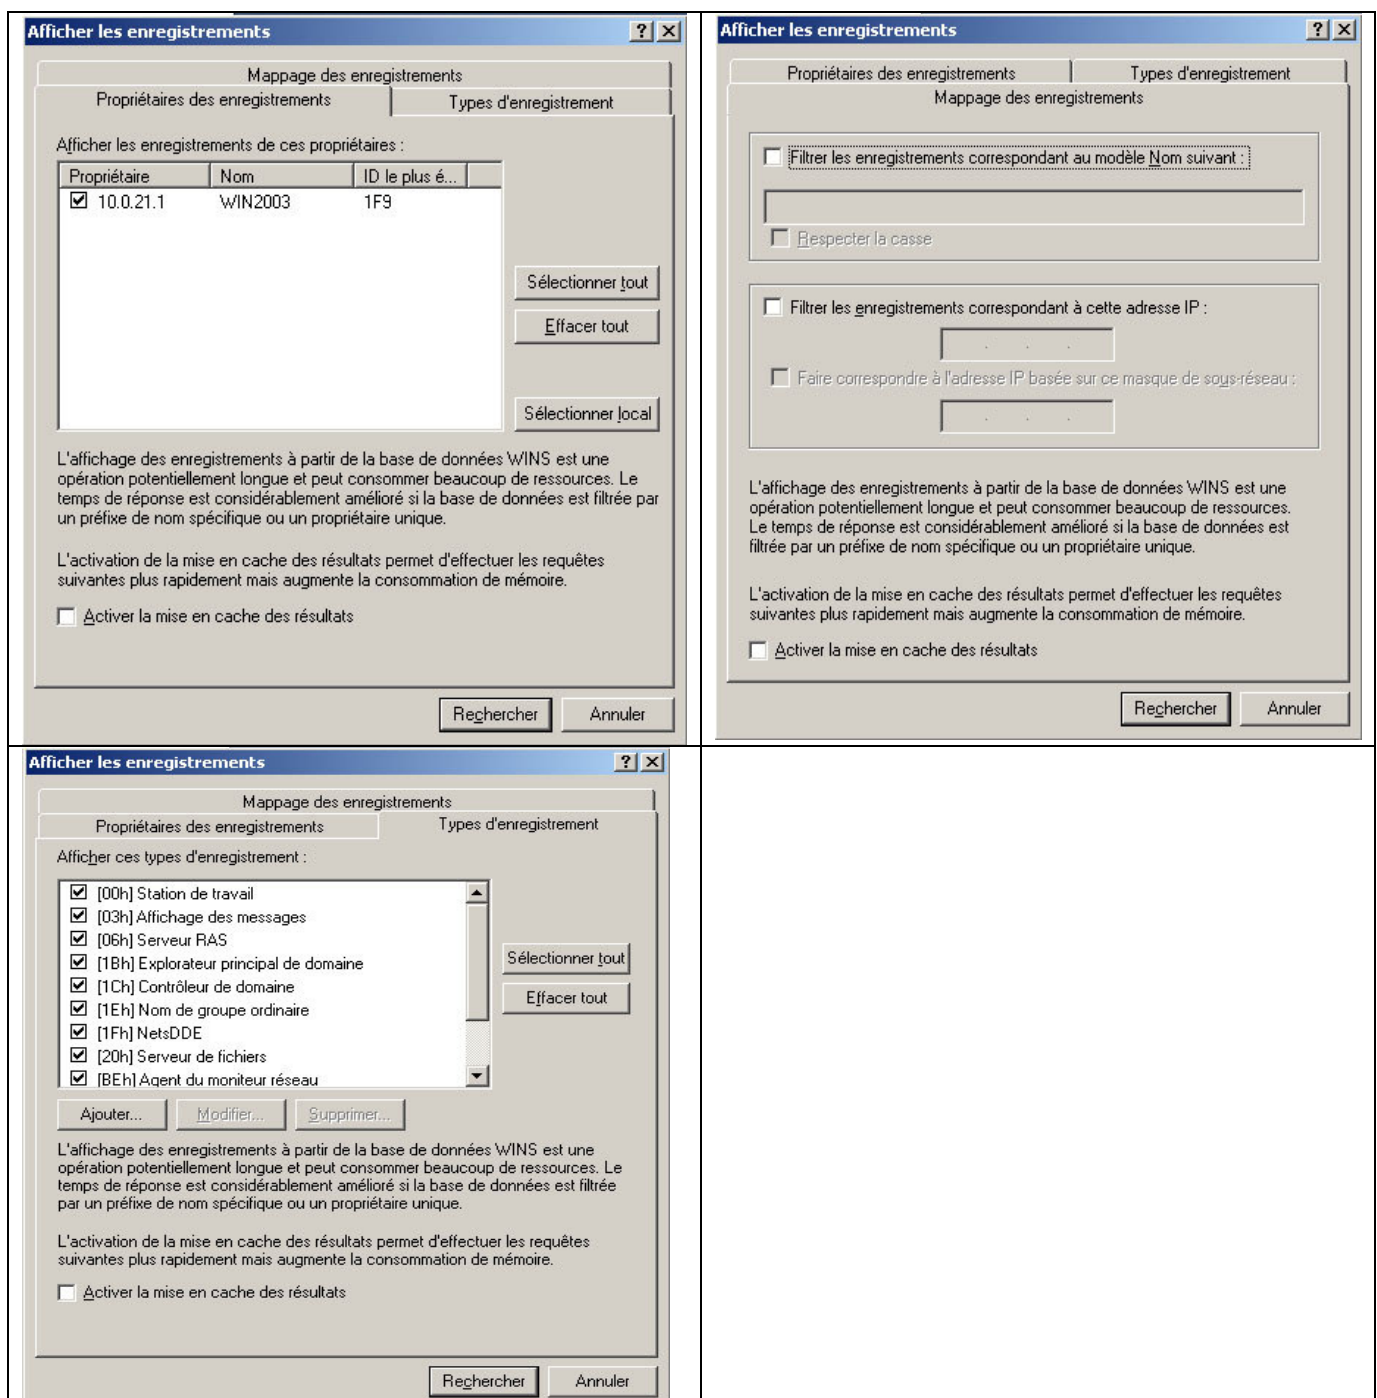 Afficher les enregistrements
Mappage des enregistrements
Propriétaires des enregistrements
Types d'enregistrement
Afficher les enregistrements de ces propriétaires :
Propriétaire Nom ID le plus é...
10.0.21.1 WIN2003 1F9
Sélectionner tout
Effacer tout
Sélectionner local
L'affichage des enregistrements à partir de la base de données WINS est une
opération potentiellement longue et peut consommer beaucoup de ressources. Le
temps de réponse est considérablement amélioré si la base de données est filtrée par
un préfixe de nom spécifique ou un propriétaire unique.
L'activation de la mise en cache des résultats permet d'effectuer les requêtes
suivantes plus rapidement mais augmente la consommation de mémoire.
Activer la mise en cache des résultats
Rechercher Annuler
Afficher les enregistrements
Propriétaires des enregistrements
Types d'enregistrement
Mappage des enregistrements
Filtrer les enregistrements correspondant au modèle Nom suivant :
Respecter la casse
Filtrer les enregistrements correspondant à cette adresse IP :
Faire correspondre à l'adresse IP basée sur ce masque de sous-réseau :
L'affichage des enregistrements à partir de la base de données WINS est une
opération potentiellement longue et peut consommer beaucoup de ressources.
Le temps de réponse est considérablement amélioré si la base de données est
filtrée par un préfixe de nom spécifique ou un propriétaire unique.
L'activation de la mise en cache des résultats permet d'effectuer les requêtes
suivantes plus rapidement mais augmente la consommation de mémoire.
Activer la mise en cache des résultats
Rechercher Annuler
Afficher les enregistrements
Mappage des enregistrements
Propriétaires des enregistrements
Types d'enregistrement
Afficher ces types d'enregistrement :
[00h] Station de travail
[03h] Affichage des messages
[06h] Serveur RAS
[1Bh] Explorateur principal de domaine
[1Ch] Contrôleur de domaine
[1Eh] Nom de groupe ordinaire
[1Fh] NetsDDE
[20h] Serveur de fichiers
[BEh] Agent du moniteur réseau
Sélectionner tout
Effacer tout
Ajouter... Modifier... Supprimer...
L'affichage des enregistrements à partir de la base de données WINS est une
opération potentiellement longue et peut consommer beaucoup de ressources. Le
temps de réponse est considérablement amélioré si la base de données est filtrée
par un préfixe de nom spécifique ou un propriétaire unique.
L'activation de la mise en cache des résultats permet d'effectuer les requêtes
suivantes plus rapidement mais augmente la consommation de mémoire.
Activer la mise en cache des résultats
Rechercher Annuler